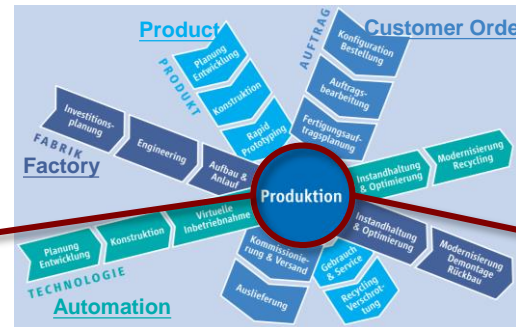 Product
Customer Orde
PRODUKT
Planung
Entwicklung
Konstruktion
Rapid
Prototyping
AUFTRAG
Konfiguration
Bestellung
Auftrags-
bearbeitung
Fertigungsauf-
tragsplanung
FABRIK
Factory
Investitions-
planung
Engineering
Aufbau &
Anlauf
Produktion
Instandhaltung
& Optimierung
Modernisierung
Recycling
TECHNOLOGIE
Automation
Planung
Entwicklung
Konstruktion
Virtuelle
Inbetriebnahme
Instandhaltung
& Optimierung
Modernisierung
Demontage
Rückbau
Kommissionie-
rung & Versand
Auslieferung
Gebrauch
& Service
Recycling
Verschrot-
tung